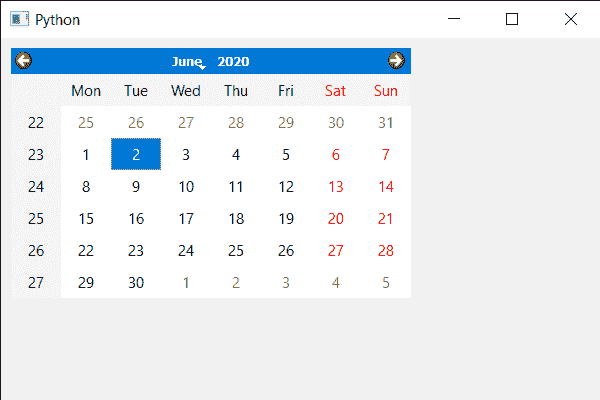 Python
June 2020
Mon Tue Wed Thu Fri Sat Sun
22 25 26 27 28 29 30 31
23 1 2 3 4 5 6 7
24 8 9 10 11 12 13 14
25 15 16 17 18 19 20 21
26 22 23 24 25 26 27 28
27 29 30 1 2 3 4 5